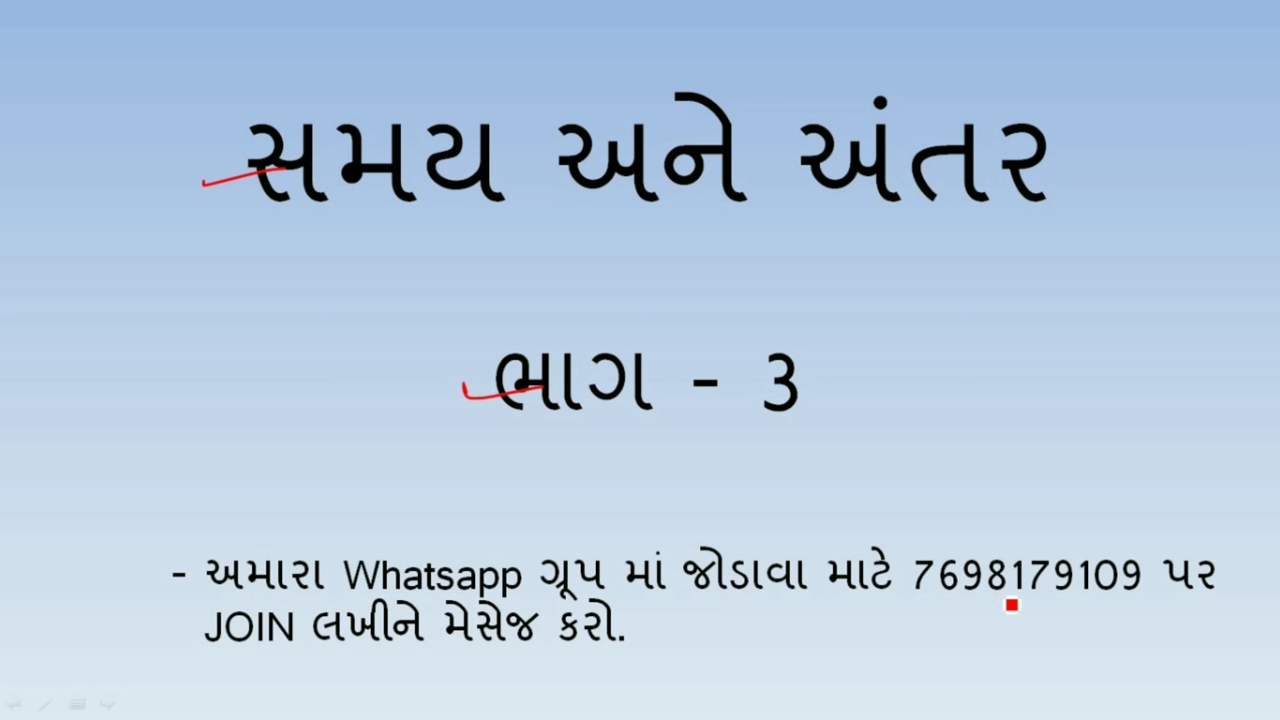 સમય અને અંતર
ભાગ - 3
- અમારા Whatsapp ગ્રૂપ માં જોડાવા માટે 7698179109 પર
JOIN લખીને મેસેજ કરો.